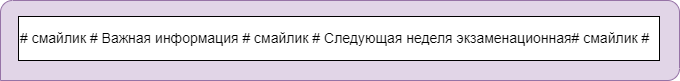 # смайлик # Важная информация # смайлик # Следующая неделя экзаменационная# смайлик #